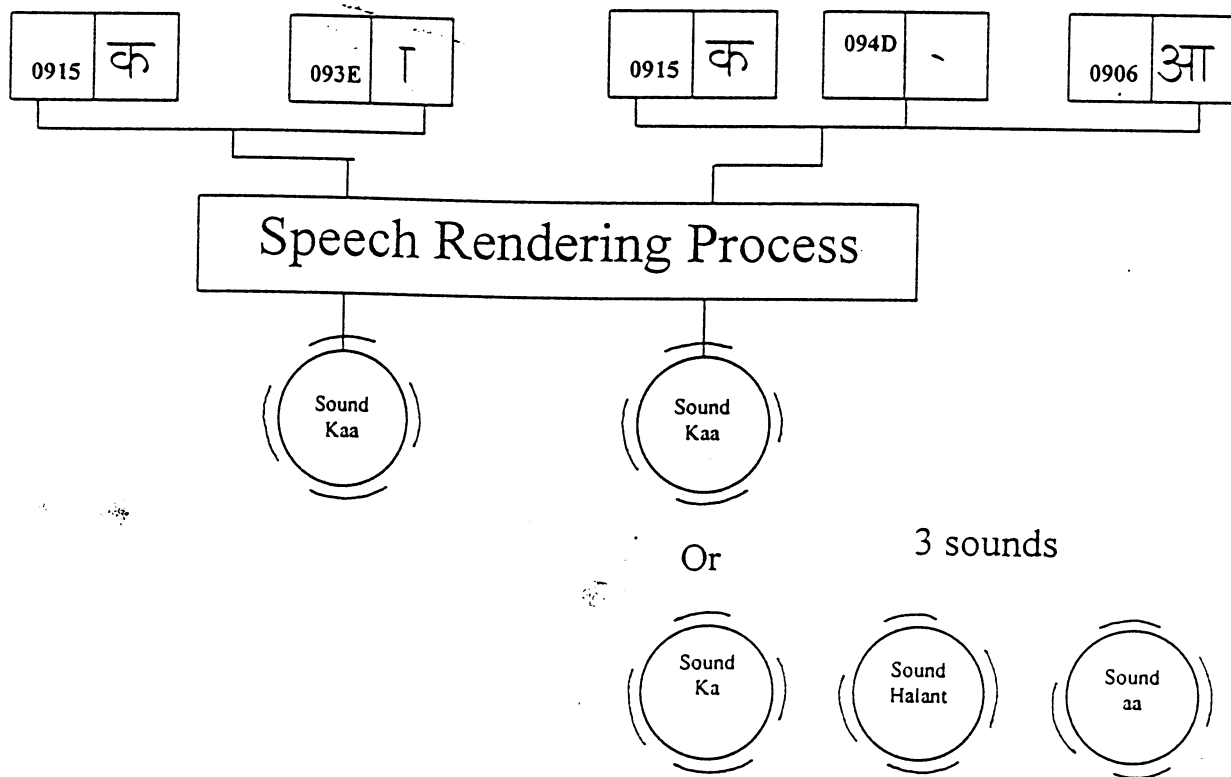 0915 क 093E ा 0915 क 094D ् 0906 आ
Speech Rendering Process
Sound
Kaa
Sound
Kaa
Or
3 sounds
Sound
Ka
Sound
Halant
Sound
aa